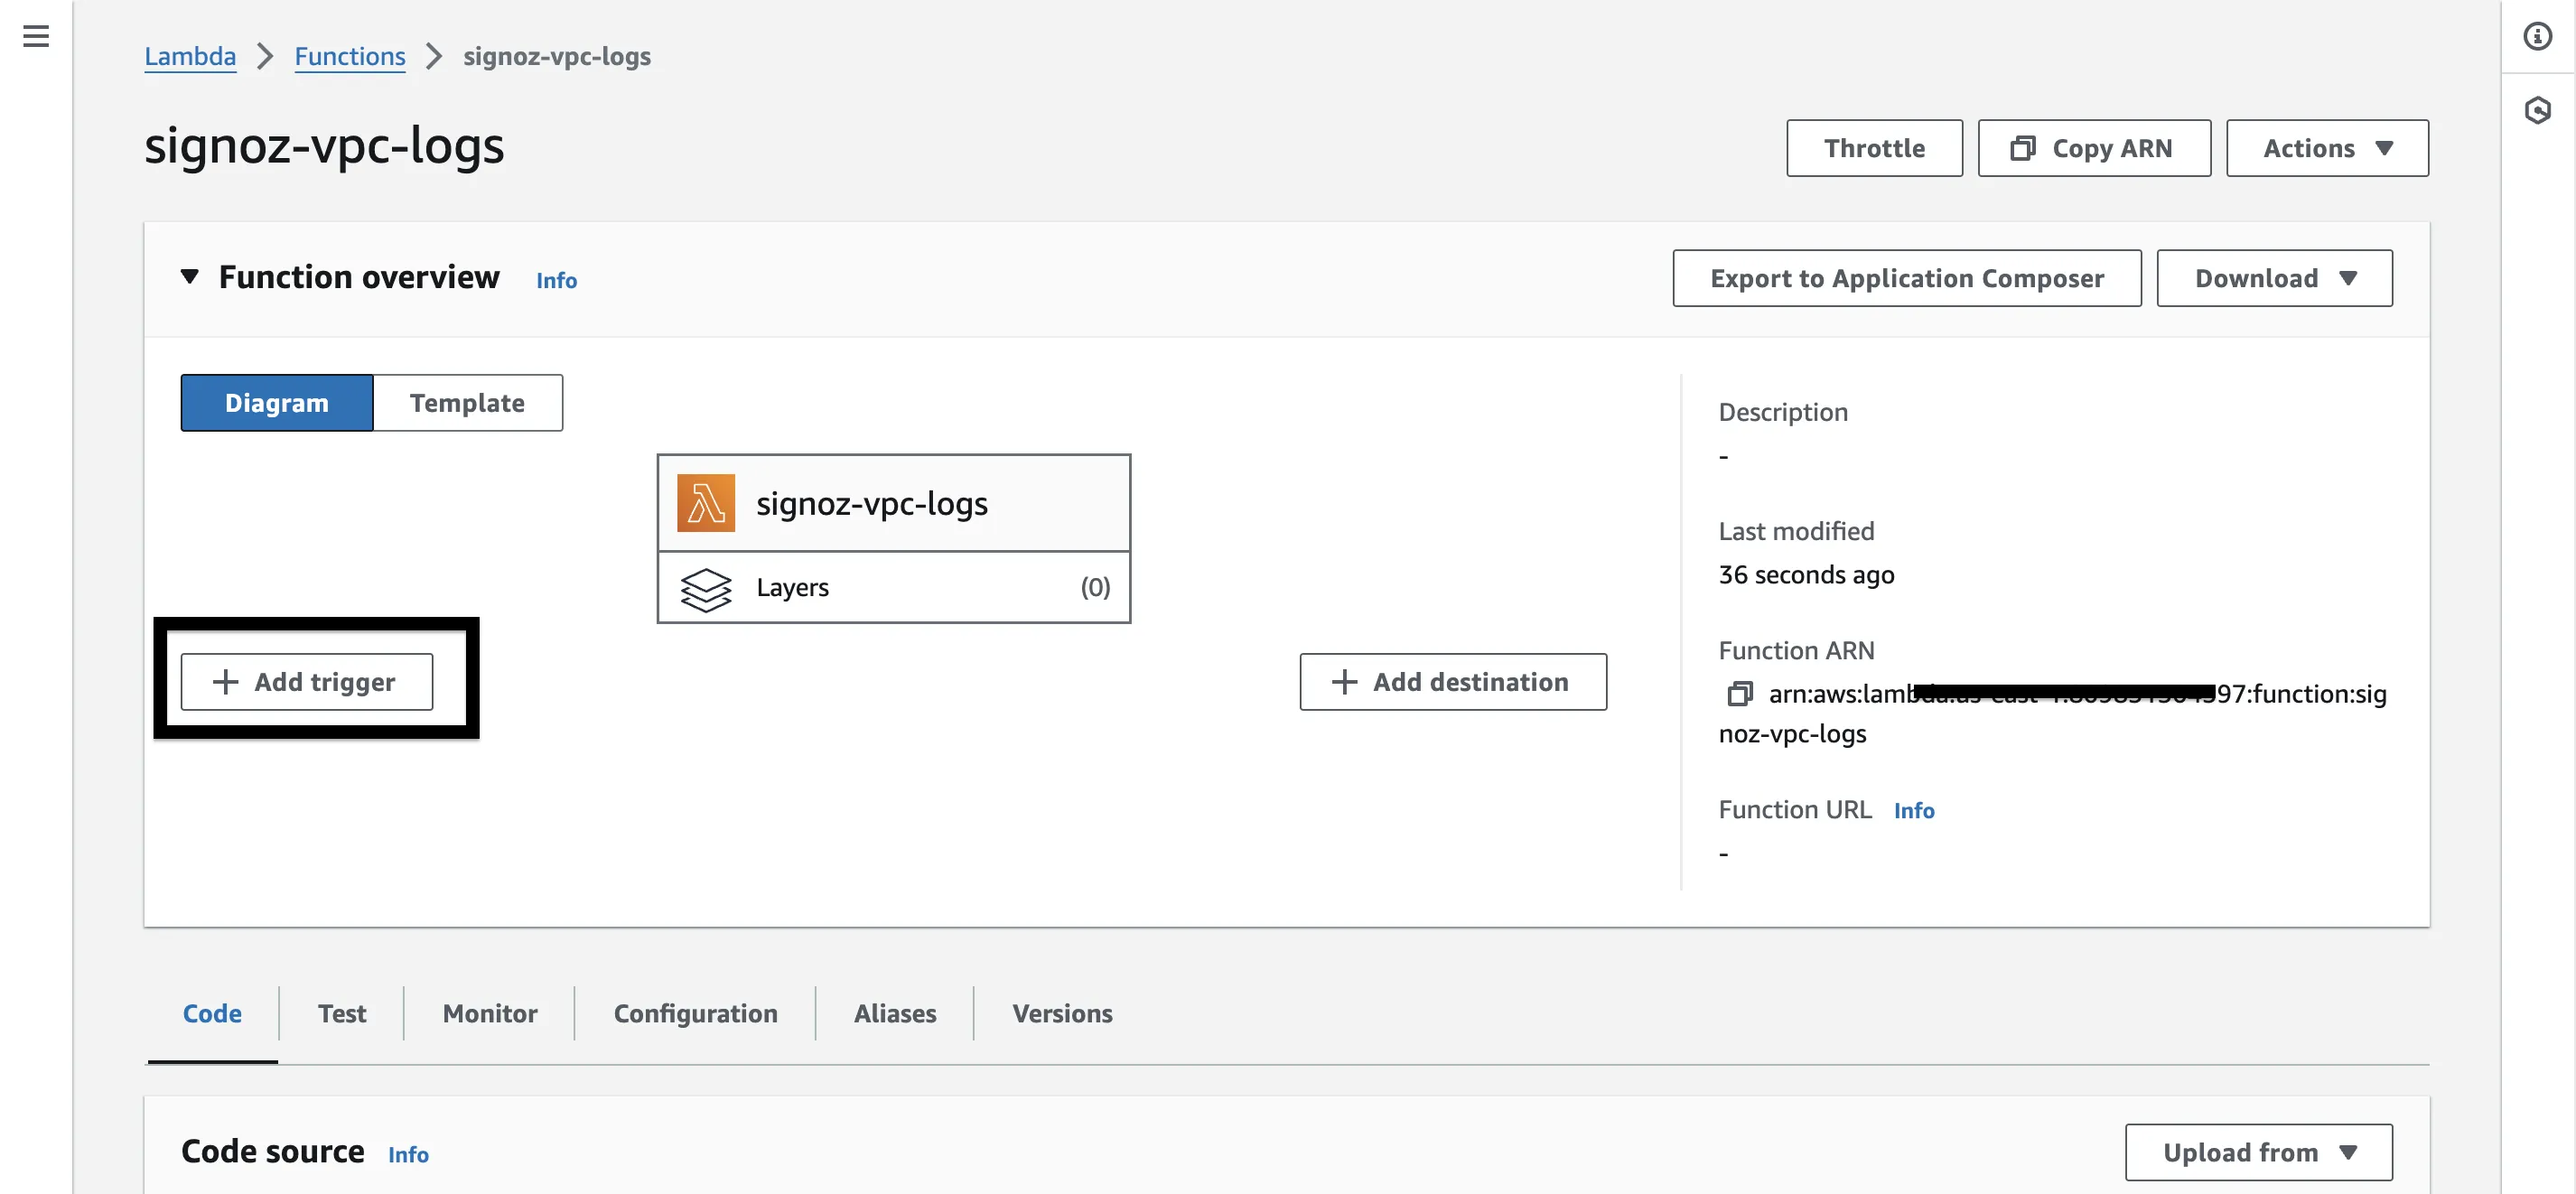 Lambda > Functions > signoz-vpc-logs
signoz-vpc-logs
Throttle
Copy ARN
Actions
Function overview Info
Export to Application Composer
Download
Diagram
Template
signoz-vpc-logs
Layers (0)
+ Add trigger
+ Add destination
Description
-
Last modified
36 seconds ago
Function ARN
arn:aws:lamb 97:function:sig
noz-vpc-logs
Function URL Info
-
Code
Test
Monitor
Configuration
Aliases
Versions
Code source Info
Upload from